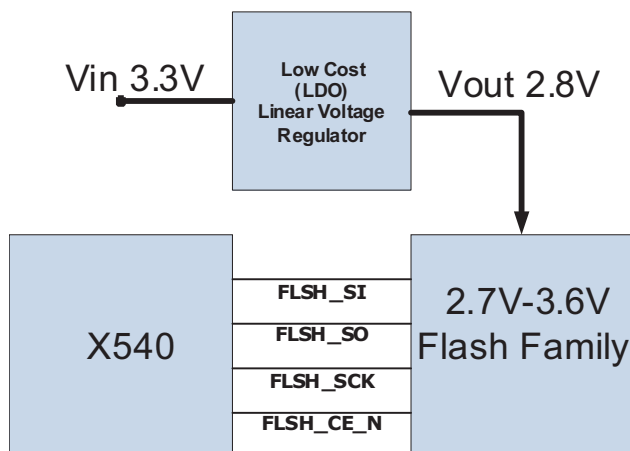 Vin 3.3V
Low Cost
(LDO)
Linear Voltage
Regulator
Vout 2.8V
X540
FLSH_SI
FLSH_SO
FLSH_SCK
FLSH_CE_N
2.7V-3.6V
Flash Family